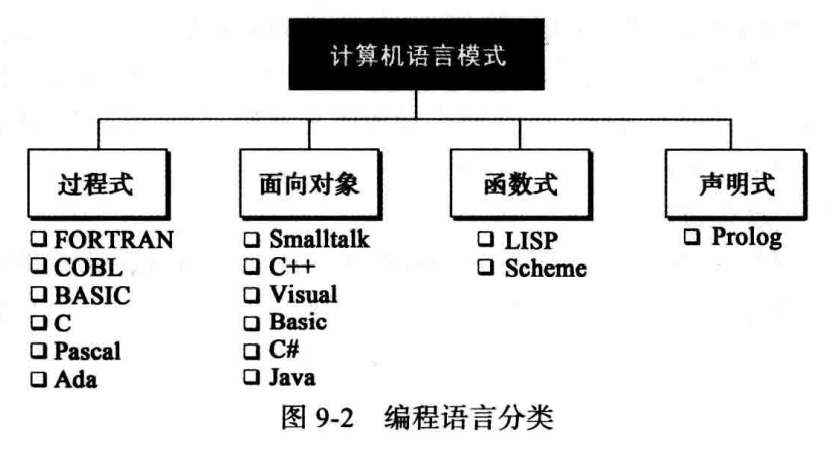 计算机语言模式
过程式
面向对象
函数式
声明式
❑ FORTRAN
❑ COBL
❑ BASIC
❑ C
❑ Pascal
❑ Ada
❑ Smalltalk
❑ C++
❑ Visual
❑ Basic
❑ C#
❑ Java
❑ LISP
❑ Scheme
❑ Prolog
图 9-2 编程语言分类